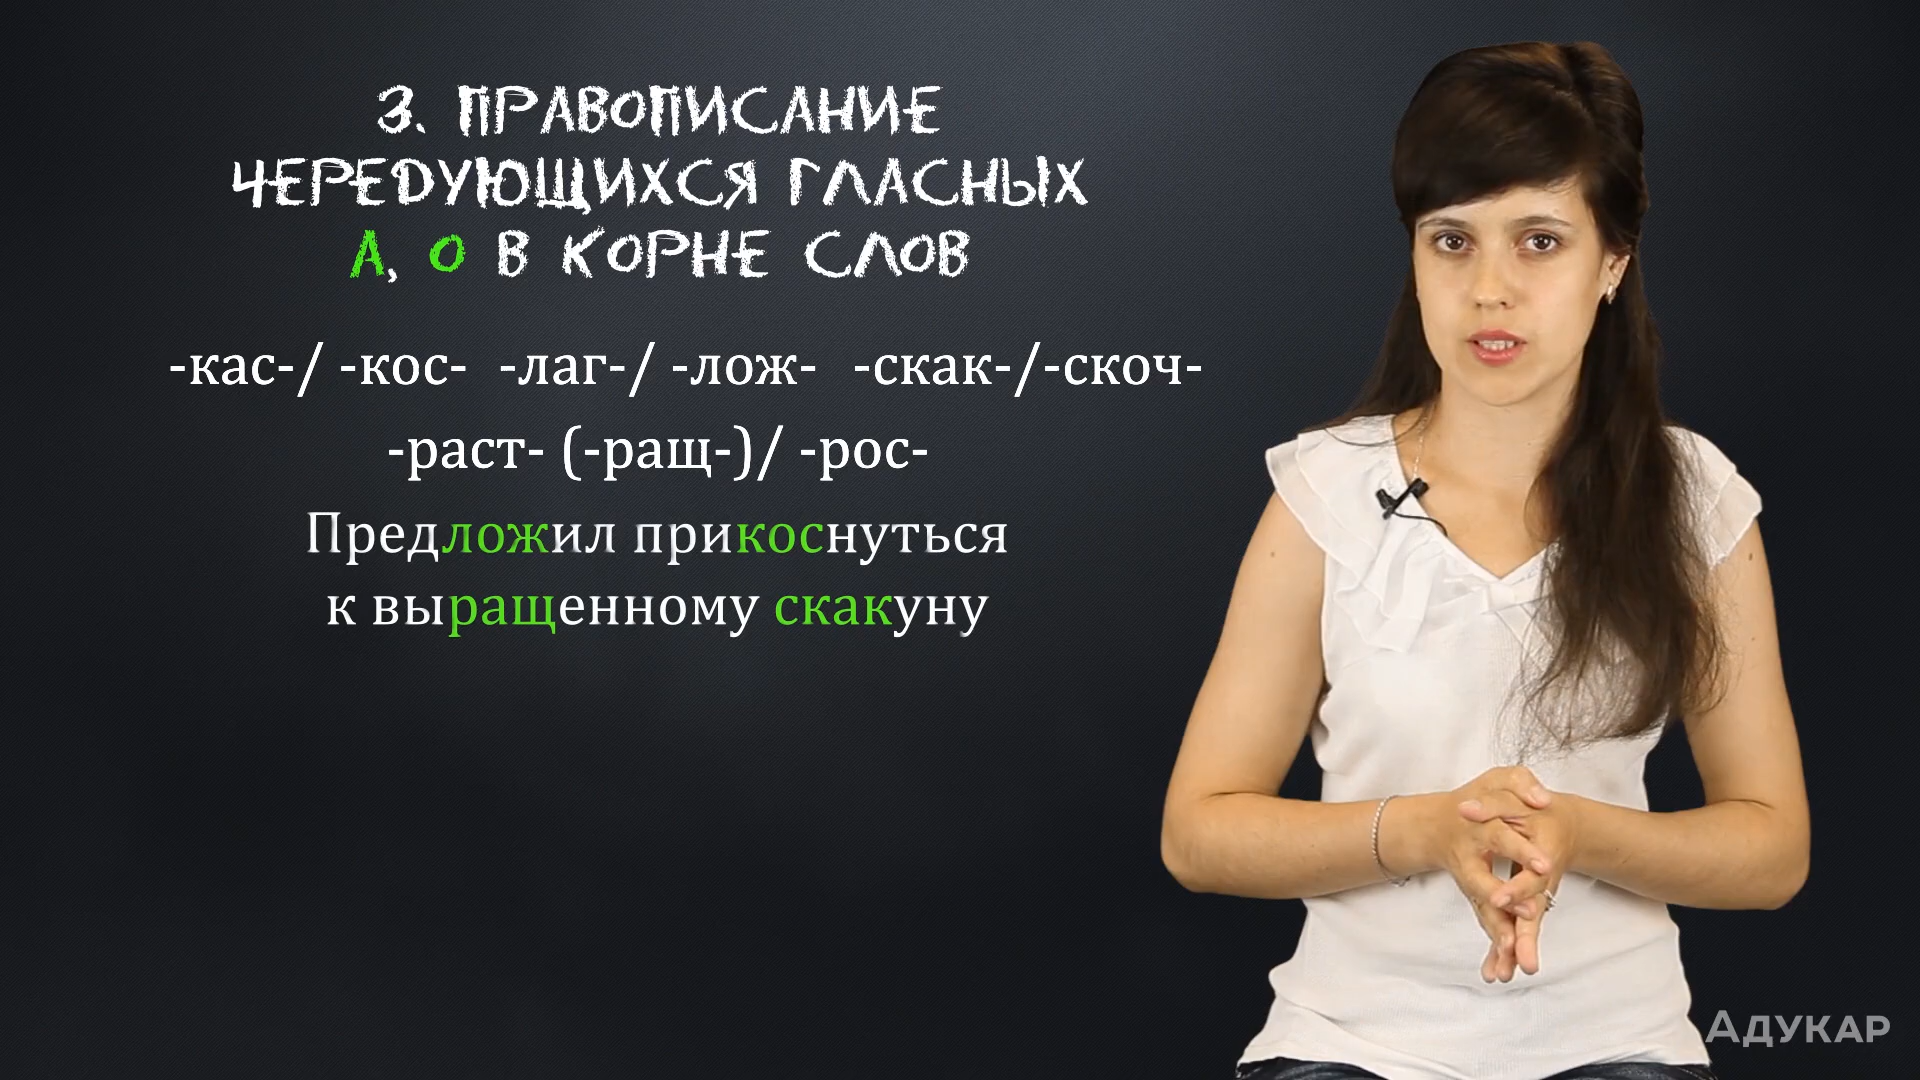 3. ПРАВОПИСАНИЕ
ЧЕРЕДУЮЩИХСЯ ГЛАСНЫХ
А, О В КОРНЕ СЛОВ
-кас-/ -кос- -лаг-/ -лож- -скак-/-скоч-
-раст- (-ращ-)/ -рос-
Предложил прикоснуться
к выращенному скакуну
АДУКАР